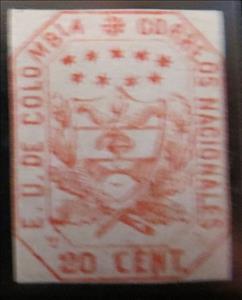 E. U. DE COLOMBIA
CORREOS NACIONALES
20 CENT.